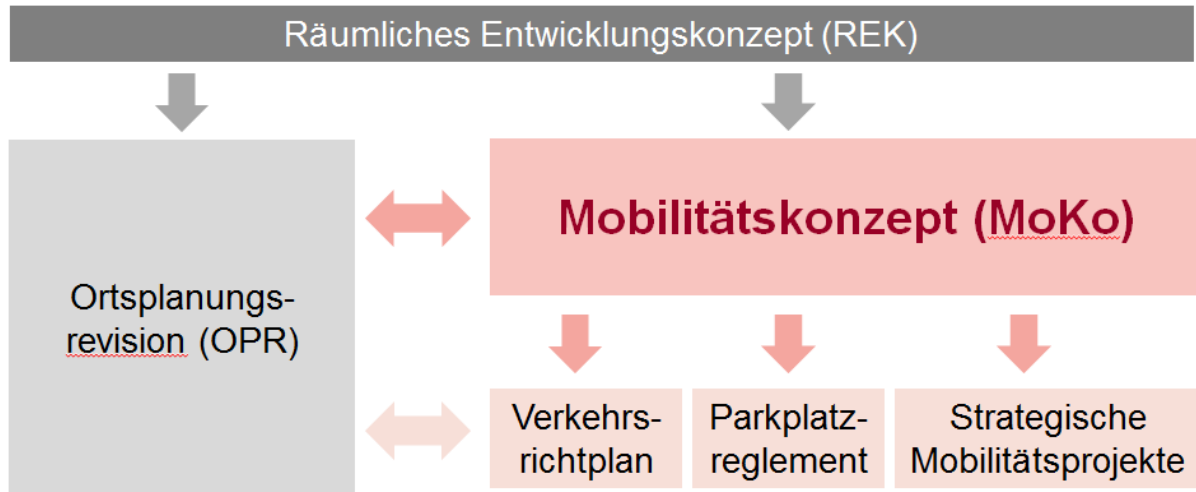 Räumliches Entwicklungskonzept (REK)
Mobilitätskonzept (MoKo)
Ortsplanungs-
revision (OPR)
Verkehrs-
richtplan
Parkplatz-
reglement
Strategische
Mobilitätsprojekte